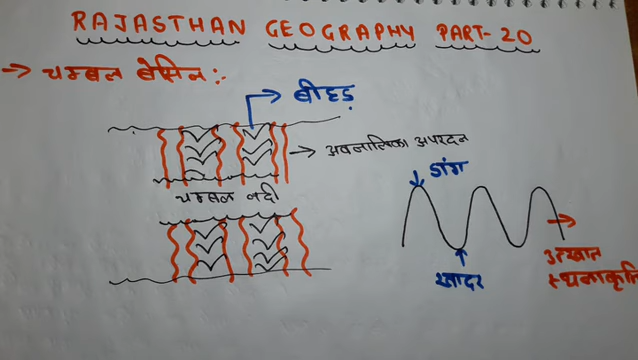 RAJASTHAN GEOGRAPHY PART-20
→ चम्बल बेसिन:-
बीहड़
अवनालिका अपरदन
चम्बल नदी
डांग
खादर
उत्खात
स्थलाकृति